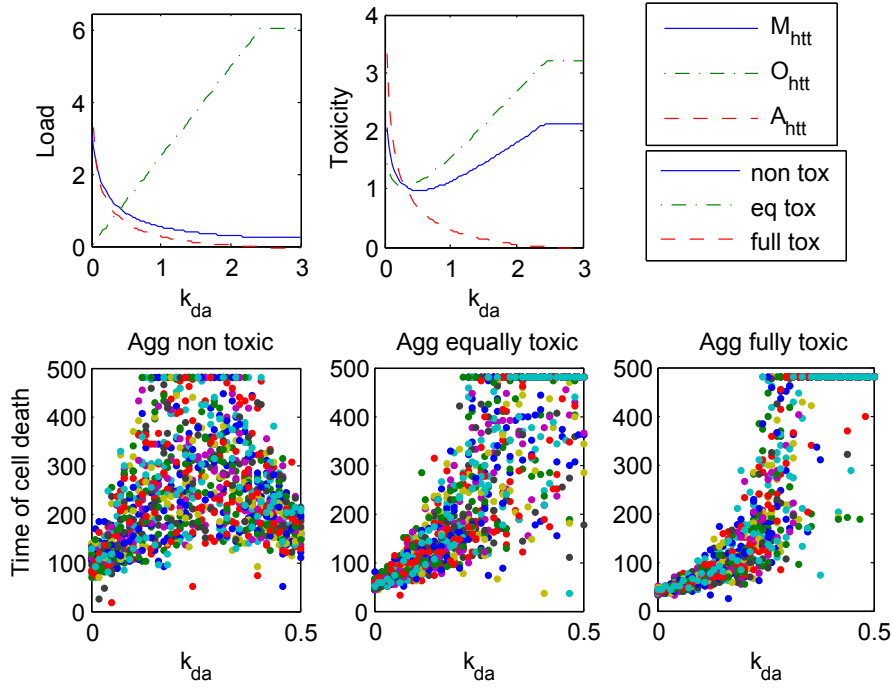 6
4
2
0
Load
0
1
2
3
k_da
4
3
2
1
0
Toxicity
0
1
2
3
k_da
M_htt
O_htt
A_htt
non tox
eq tox
full tox
Agg non toxic
500
400
300
200
100
0
Time of cell death
0
0.5
k_da
Agg equally toxic
500
400
300
200
100
0
0
0.5
k_da
Agg fully toxic
500
400
300
200
100
0
0
0.5
k_da